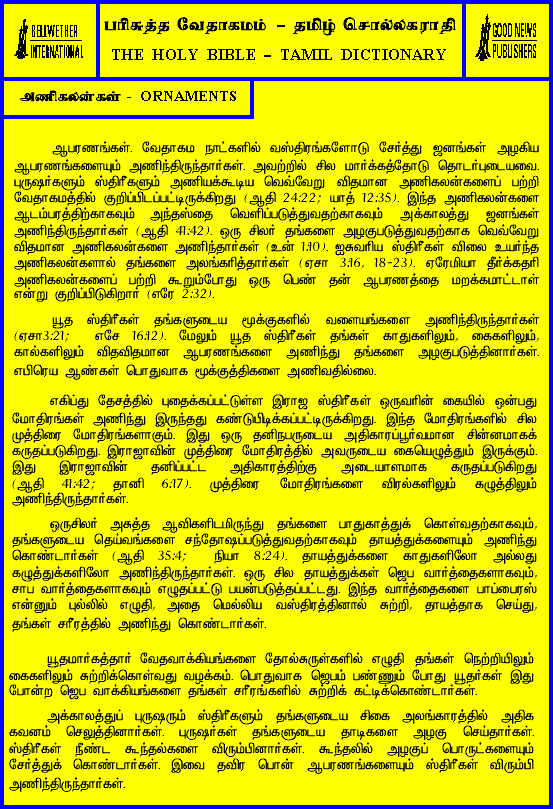 BELLWETHER
INTERNATIONAL
பரிசுத்த வேதாகமம் - தமிழ் சொல்லகராதி
THE HOLY BIBLE - TAMIL DICTIONARY
GOOD NEWS
PUBLISHERS
அணிகலன்கள் - ORNAMENTS
ஆபரணங்கள். வேதாகம நாட்களில் வஸ்திரங்களோடு சேர்த்து ஜனங்கள் அழகிய
ஆபரணங்களையும் அணிந்திருந்தார்கள். அவற்றில் சில மார்க்கத்தோடு தொடர்புடையவை.
புருஷர்களும் ஸ்திரீகளும் அணியக்கூடிய வெவ்வேறு விதமான அணிகலன்களைப் பற்றி
வேதாகமத்தில் குறிப்பிடப்பட்டிருக்கிறது (ஆதி 24:22; யாத் 12:35). இந்த அணிகலன்களை
ஆடம்பரத்திற்காகவும் அந்தஸ்தை வெளிப்படுத்துவதற்காகவும் அக்காலத்து ஜனங்கள்
அணிந்திருந்தார்கள் (ஆதி 41:42). ஒரு சிலர் தங்களை அழகுபடுத்துவதற்காக வெவ்வேறு
விதமான அணிகலன்களை அணிந்தார்கள் (உன் 1:10). ஐசுவரிய ஸ்திரீகள் விலை உயர்ந்த
அணிகலன்களால் தங்களை அலங்கரித்தார்கள் (ஏசா 3:16, 18-23). ஏரேமியா தீர்க்கதரி
அணிகலன்களைப் பற்றி கூறும்போது ஒரு பெண் தன் ஆபரணத்தை மறக்கமாட்டாள்
என்று குறிப்பிடுகிறார் (எரே 2:32).
யூத ஸ்திரீகள் தங்களுடைய மூக்குகளில் வளையங்களை அணிந்திருந்தார்கள்
(ஏசா3:21; எசே 16:12). மேலும் யூத ஸ்திரீகள் தங்கள் காதுகளிலும், கைகளிலும்,
கால்களிலும் விதவிதமான ஆபரணங்களை அணிந்து தங்களை அழகுபடுத்தினார்கள்.
எபிரெய ஆண்கள் பொதுவாக மூக்குத்திகளை அணிவதில்லை.
எகிப்து தேசத்தில் புதைக்கப்பட்டுள்ள இராஜ ஸ்திரீகள் ஒருவரின் கையில் ஒன்பது
மோதிரங்கள் அணிந்து இருந்தது கண்டுபிடிக்கப்பட்டிருக்கிறது. இந்த மோதிரங்களில் சில
முத்திரை மோதிரங்களாகும். இது ஒரு தனிநபருடைய அதிகாரப்பூர்வமான சின்னமாகக்
கருதப்படுகிறது. இராஜாவின் முத்திரை மோதிரத்தில் அவருடைய கையெழுத்தும் இருக்கும்.
இது இராஜாவின் தனிப்பட்ட அதிகாரத்திற்கு அடையாளமாக கருதப்படுகிறது
(ஆதி 41:42; தானி 6:17). முத்திரை மோதிரங்களை விரல்களிலும் கழுத்திலும்
அணிந்திருந்தார்கள்.
ஒருசிலர் அசுத்த ஆவிகளிடமிருந்து தங்களை பாதுகாத்துக் கொள்வதற்காகவும்,
தங்களுடைய தெய்வங்களை சந்தோஷப்படுத்துவதற்காகவும் தாயத்துக்களையும் அணிந்து
கொண்டார்கள் (ஆதி 35:4; நியா 8:24). தாயத்துக்களை காதுகளிலோ அல்லது
கழுத்துக்களிலோ அணிந்திருந்தார்கள். ஒரு சில தாயத்துக்கள் ஜெப வார்த்தைகளாகவும்,
சாப வார்த்தைகளாகவும் எழுதப்பட்டு பயன்படுத்தப்பட்டது. இந்த வார்த்தைகளை பாப்பைரஸ்
என்னும் புல்லில் எழுதி, அதை மெல்லிய வஸ்திரத்தினால் சுற்றி, தாயத்தாக செய்து,
தங்கள் சரீரத்தில் அணிந்து கொண்டார்கள்.
யூதமார்கத்தார் வேதவாக்கியங்களை தோல்சுருள்களில் எழுதி தங்கள் நெற்றியிலும்
கைகளிலும் சுற்றிக்கொள்வது வழக்கம். பொதுவாக ஜெபம் பண்ணும் போது யூதர்கள் இது
போன்ற ஜெப வாக்கியங்களை தங்கள் சரீரங்களில் சுற்றிக் கட்டிக்கொண்டார்கள்.
அக்காலத்துப் புருஷரும் ஸ்திரீகளும் தங்களுடைய சிகை அலங்காரத்தில் அதிக
கவனம் செலுத்தினார்கள். புருஷர்கள் தங்களுடைய தாடிகளை அழகு செய்தார்கள்.
ஸ்திரீகள் நீண்ட கூந்தல்களை விரும்பினார்கள். கூந்தலில் அழகுப் பொருட்களையும்
சேர்த்துக் கொண்டார்கள். இவை தவிர பொன் ஆபரணங்களையும் ஸ்திரீகள் விரும்பி
அணிந்திருந்தார்கள்.